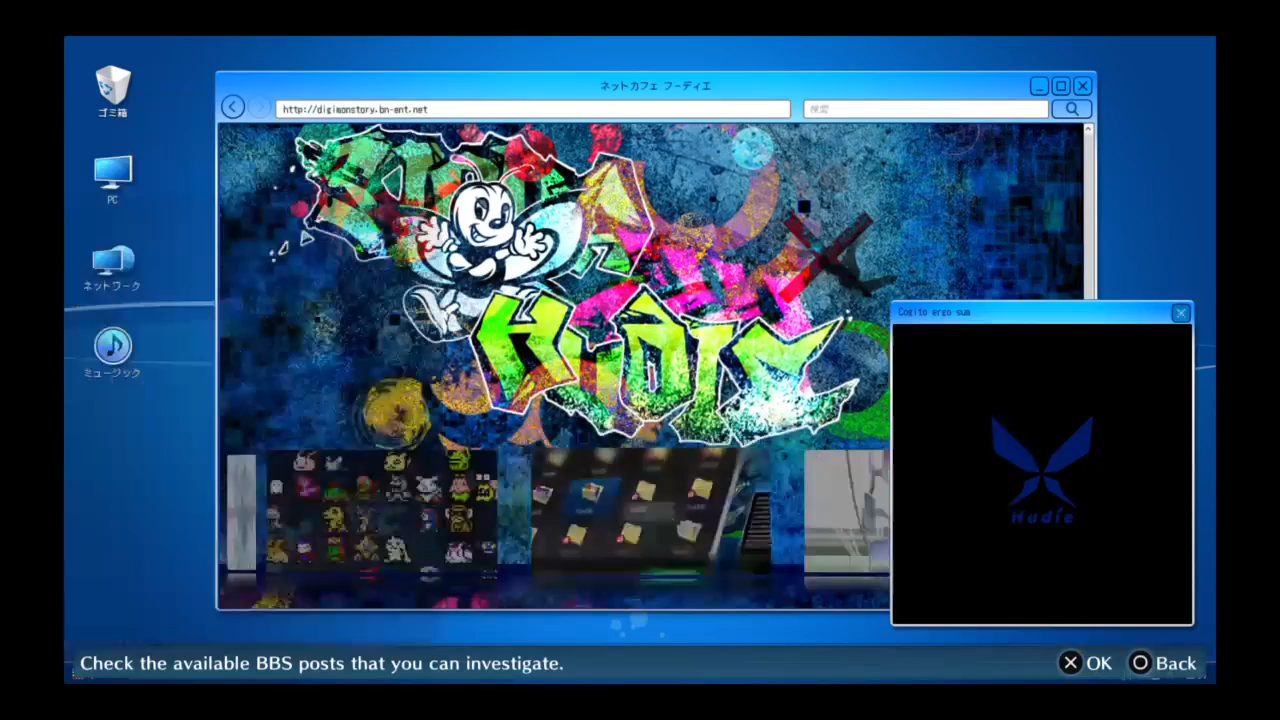 ネットカフェ フーディエ
http://digimonstory.bn-ent.net
検索
ゴミ箱
PC
ネットワーク
ミュージック
HUDIE
Cogito ergo sum
Hudie
Check the available BBS posts that you can investigate.
OK
Back